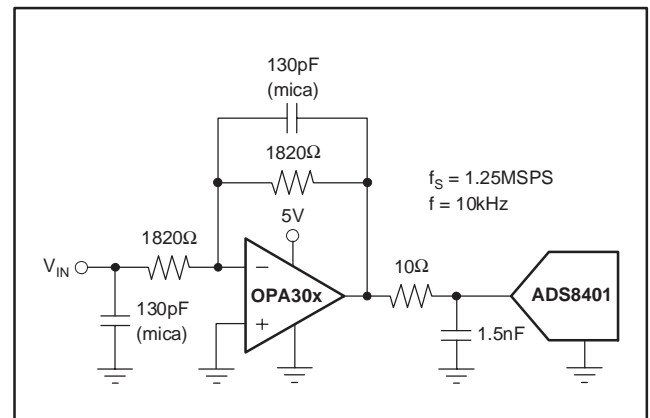 130pF
(mica)
1820Ω
fS = 1.25MSPS
f = 10kHz
5V
1820Ω
VIN
−
OPA30x
+
10Ω
ADS8401
130pF
(mica)
1.5nF